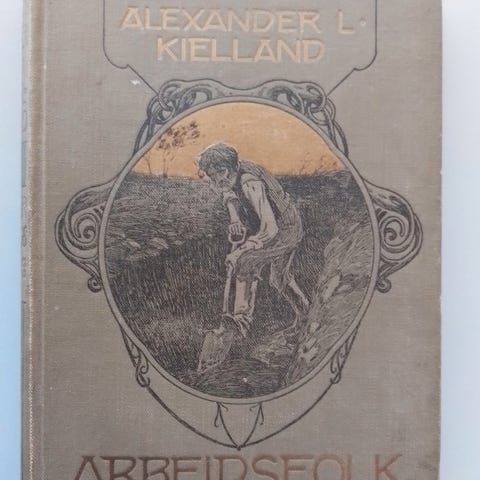 ALEXANDER L.
KIELLAND
ARBEIDSFOLK